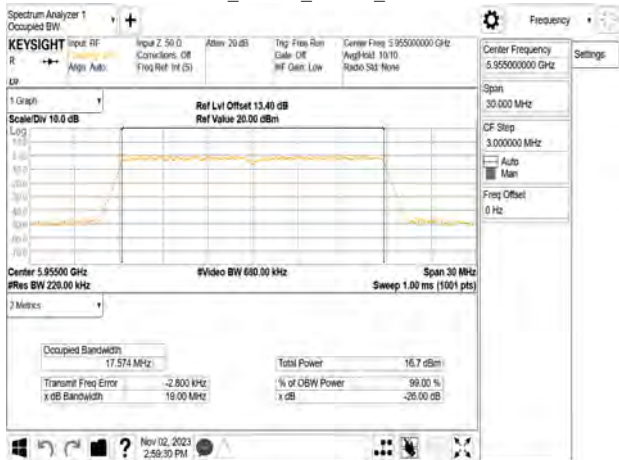 Spectrum Analyzer 1
Occupied BW
Frequency
KEYSIGHT
Input: RF
Input Z: 50 Ω
Atten: 20 dB
Trig: Free Run
Center Freq: 5.955000000 GHz
R
Corrections: Off
Gate: Off
Avg|Hold: 10/10
Align: Auto
Freq Ref: Int (S)
#IF Gain: Low
Radio Std: None
Center Frequency
5.955000000 GHz
Settings
Span
30.000 MHz
CF Step
3.000000 MHz
Auto
Man
Freq Offset
0 Hz
1 Graph
Ref Lvl Offset 13.40 dB
Scale/Div 10.0 dB
Ref Value 20.00 dBm
Log
Center 5.95500 GHz
#Video BW 680.00 kHz
Span 30 MHz
#Res BW 220.00 kHz
Sweep 1.00 ms (1001 pts)
2 Metrics
Occupied Bandwidth
17.574 MHz
Total Power
16.7 dBm
Transmit Freq Error
-2.800 kHz
% of OBW Power
99.00 %
x dB Bandwidth
19.00 MHz
x dB
-26.00 dB
Nov 02, 2023
2:59:30 PM